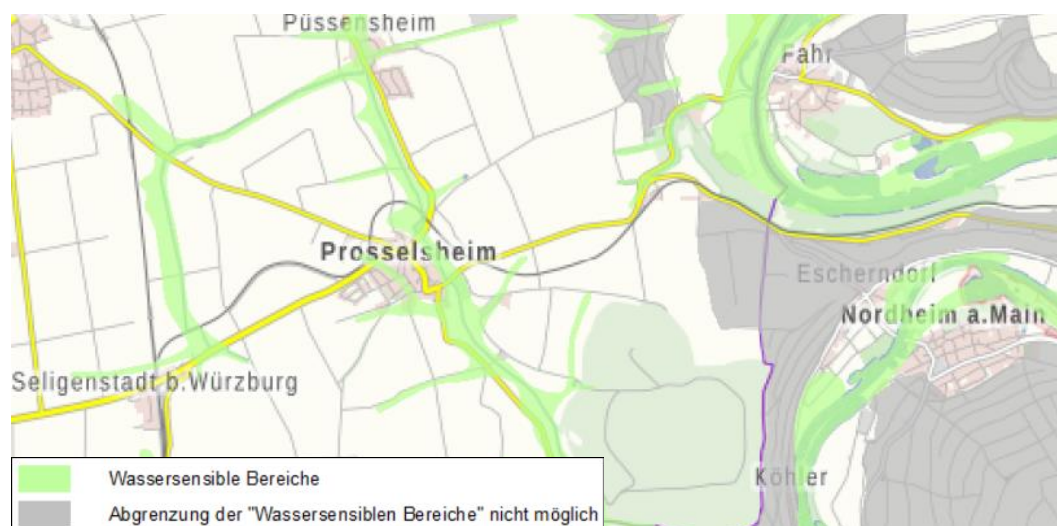 Püssensheim
Fahr
Prosselsheim
Escherndorf
Nordheim a.Main
Seligenstadt b.Würzburg
Köhler
Wassersensible Bereiche
Abgrenzung der "Wassersensiblen Bereiche" nicht möglich